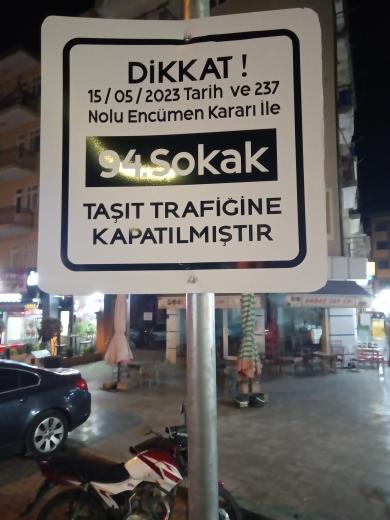 DİKKAT !
15 / 05 / 2023 Tarih ve 237
Nolu Encümen Kararı İle
94.Sokak
TAŞIT TRAFİĞİNE
KAPATILMIŞTIR